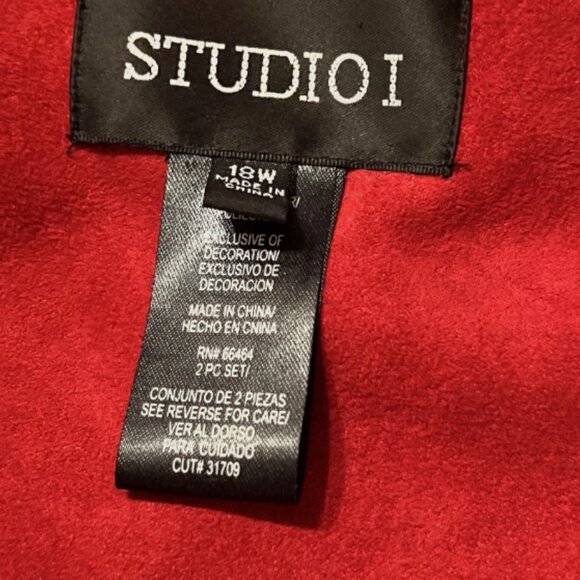 STUDIO I
18W
MADE IN
CHINA
EXCLUSIVE OF
DECORATION/
EXCLUSIVO DE
DECORACION
MADE IN CHINA/
HECHO EN CNINA
RN# 66464
2 PC SET/
CONJUNTO DE 2 PIEZAS
SEE REVERSE FOR CARE/
VER AL DORSO
PARA CUIDADO
CUT# 31709